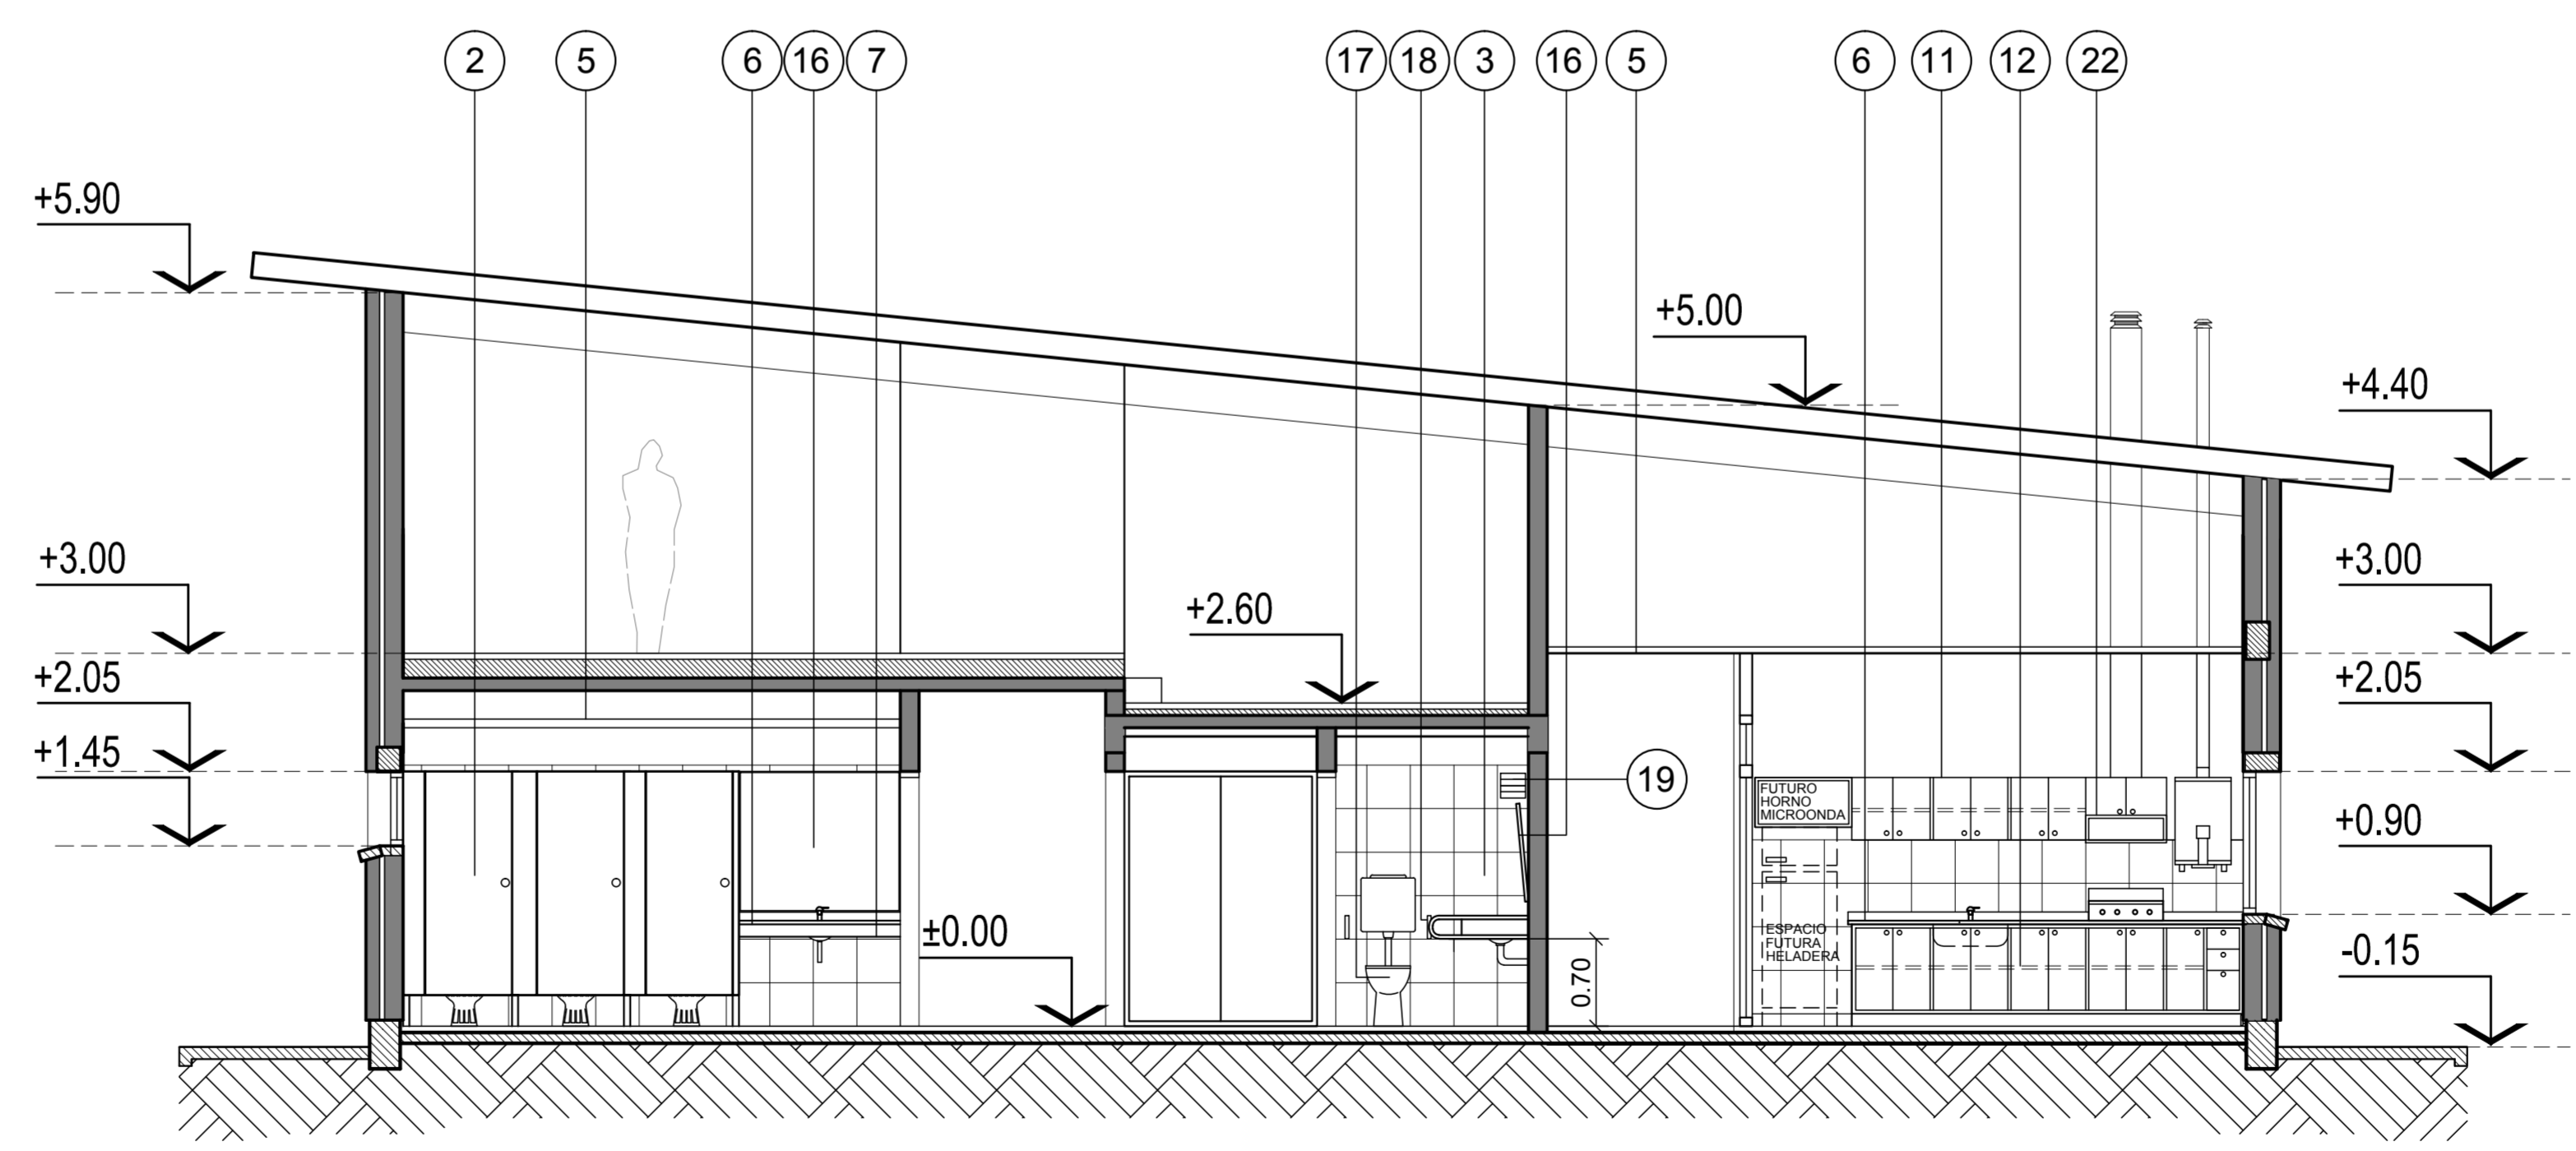 2 5 6 16 7 17 18 3 16 5 6 11 12 22
+5.90
+5.00
+4.40
+3.00
+3.00
+2.60
+2.05
+2.05
+1.45
19
FUTURO
HORNO
MICROONDA
+0.90
±0.00
ESPACIO
FUTURA
HELADERA
-0.15
0.70